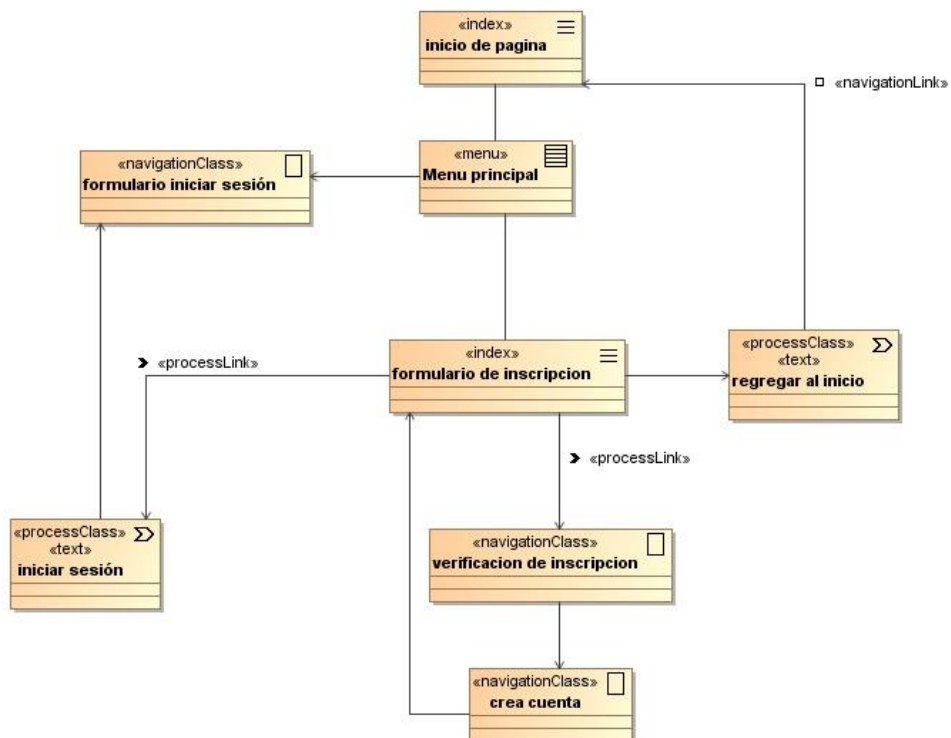 «index»
inicio de pagina
«navigationLink»
«menu»
Menu principal
«navigationClass»
formulario iniciar sesión
«processClass»
«text»
regregar al inicio
«index»
formulario de inscripcion
«processLink»
«processLink»
«processClass»
«text»
iniciar sesión
«navigationClass»
verificacion de inscripcion
«navigationClass»
crea cuenta